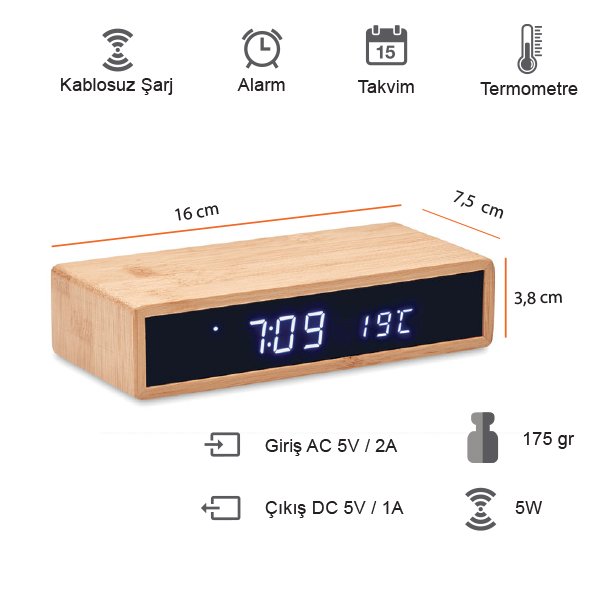 Kablosuz Şarj
Alarm
15
Takvim
Termometre
16 cm
7,5 cm
3,8 cm
7:09 19℃
Giriş AC 5V / 2A
175 gr
Çıkış DC 5V / 1A
5W